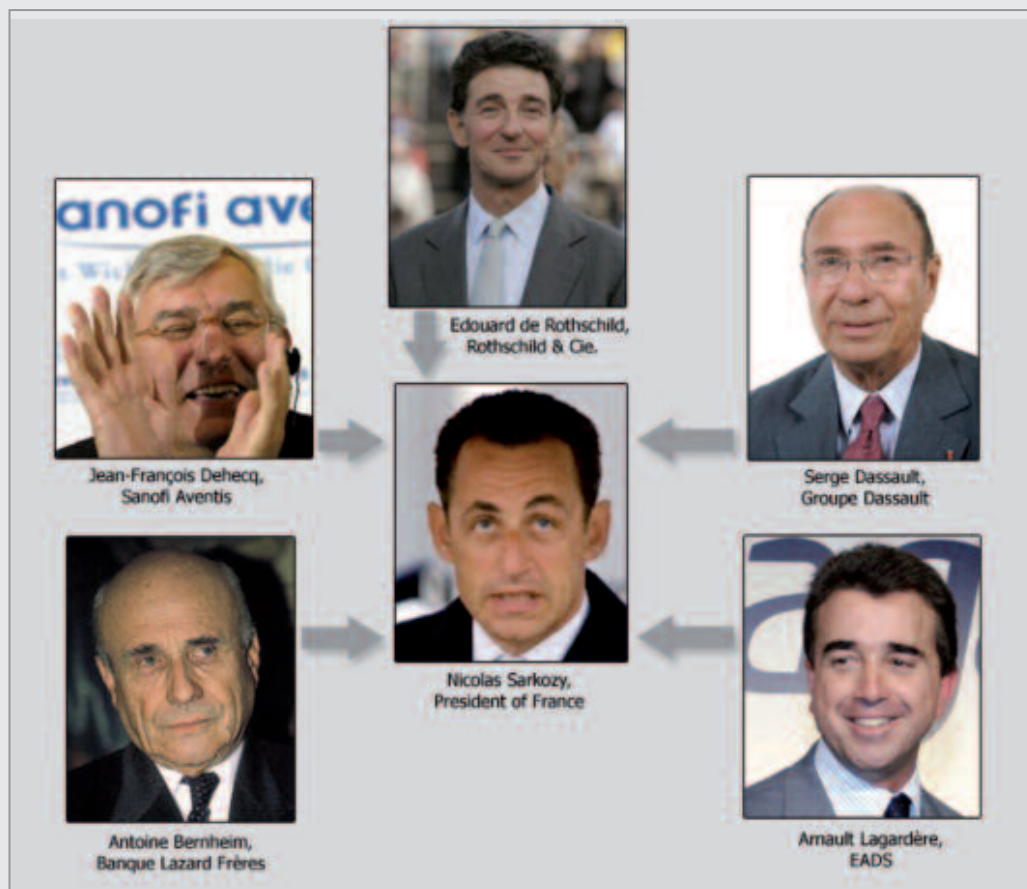 anofi ave
Edouard de Rothschild,
Rothschild & Cie.
Jean-François Dehecq,
Sanofi Aventis
Serge Dassault,
Groupe Dassault
Nicolas Sarkozy,
President of France
Antoine Bernheim,
Banque Lazard Frères
Arnault Lagardère,
EADS